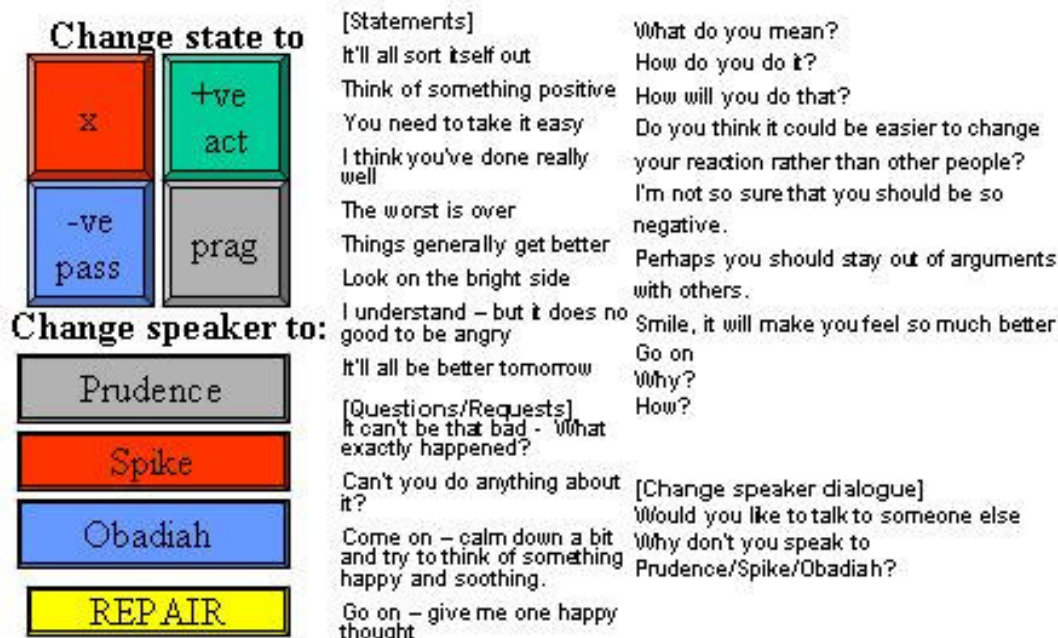 Change state to
x
+ve
act
-ve
pass
prag
Change speaker to:
Prudence
Spike
Obadiah
REPAIR
[Statements]
It'll all sort itself out
Think of something positive
You need to take it easy
I think you've done really
well
The worst is over
Things generally get better
Look on the bright side
I understand – but it does no
good to be angry
It'll all be better tomorrow
[Questions/Requests]
It can't be that bad - What
exactly happened?
Can't you do anything about
it?
Come on – calm down a bit
and try to think of something
happy and soothing.
Go on – give me one happy
thought
What do you mean?
How do you do it?
How will you do that?
Do you think it could be easier to change
your reaction rather than other people?
I'm not so sure that you should be so
negative.
Perhaps you should stay out of arguments
with others.
Smile, it will make you feel so much better
Go on
Why?
How?
[Change speaker dialogue]
Would you like to talk to someone else
Why don't you speak to
Prudence/Spike/Obadiah?